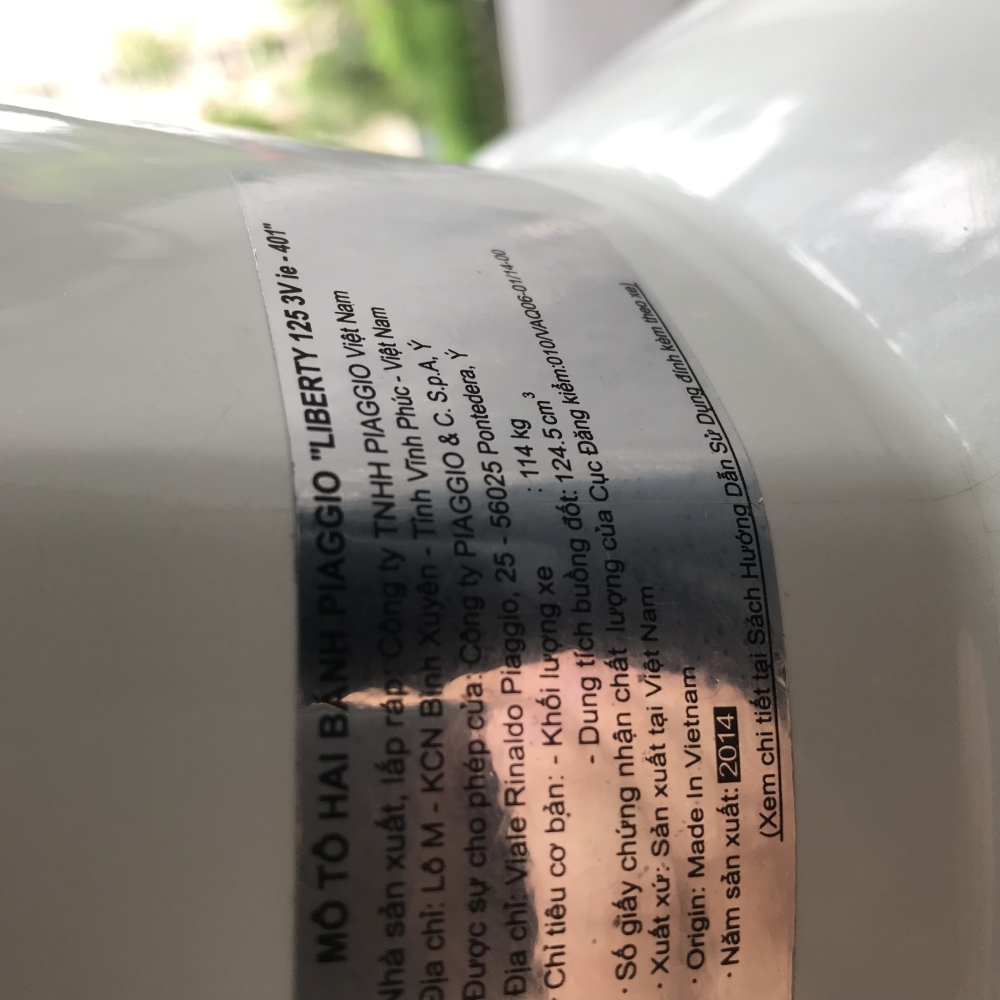 MÔ TÔ HAI BÁNH PIAGGIO "LIBERTY 125 3V ie - 401"
Nhà sản xuất, lắp ráp: Công ty TNHH PIAGGIO Việt Nam
Địa chỉ: Lô M - KCN Bình Xuyên - Tỉnh Vĩnh Phúc - Việt Nam
Được sự cho phép của: Công ty PIAGGIO & C. S.p.A, Ý
Địa chỉ: Viale Rinaldo Piaggio, 25 - 56025 Pontedera, Ý
· Chỉ tiêu cơ bản: - Khối lượng xe : 114 kg
- Dung tích buồng đốt: 124.5 cm³
· Số giấy chứng nhận chất lượng của Cục Đăng kiểm:010/VAQ06-01/14-00
· Xuất xứ: Sản xuất tại Việt Nam
· Origin: Made In Vietnam
· Năm sản xuất: 2014
(Xem chi tiết tại Sách Hướng Dẫn Sử Dụng đính kèm theo xe)